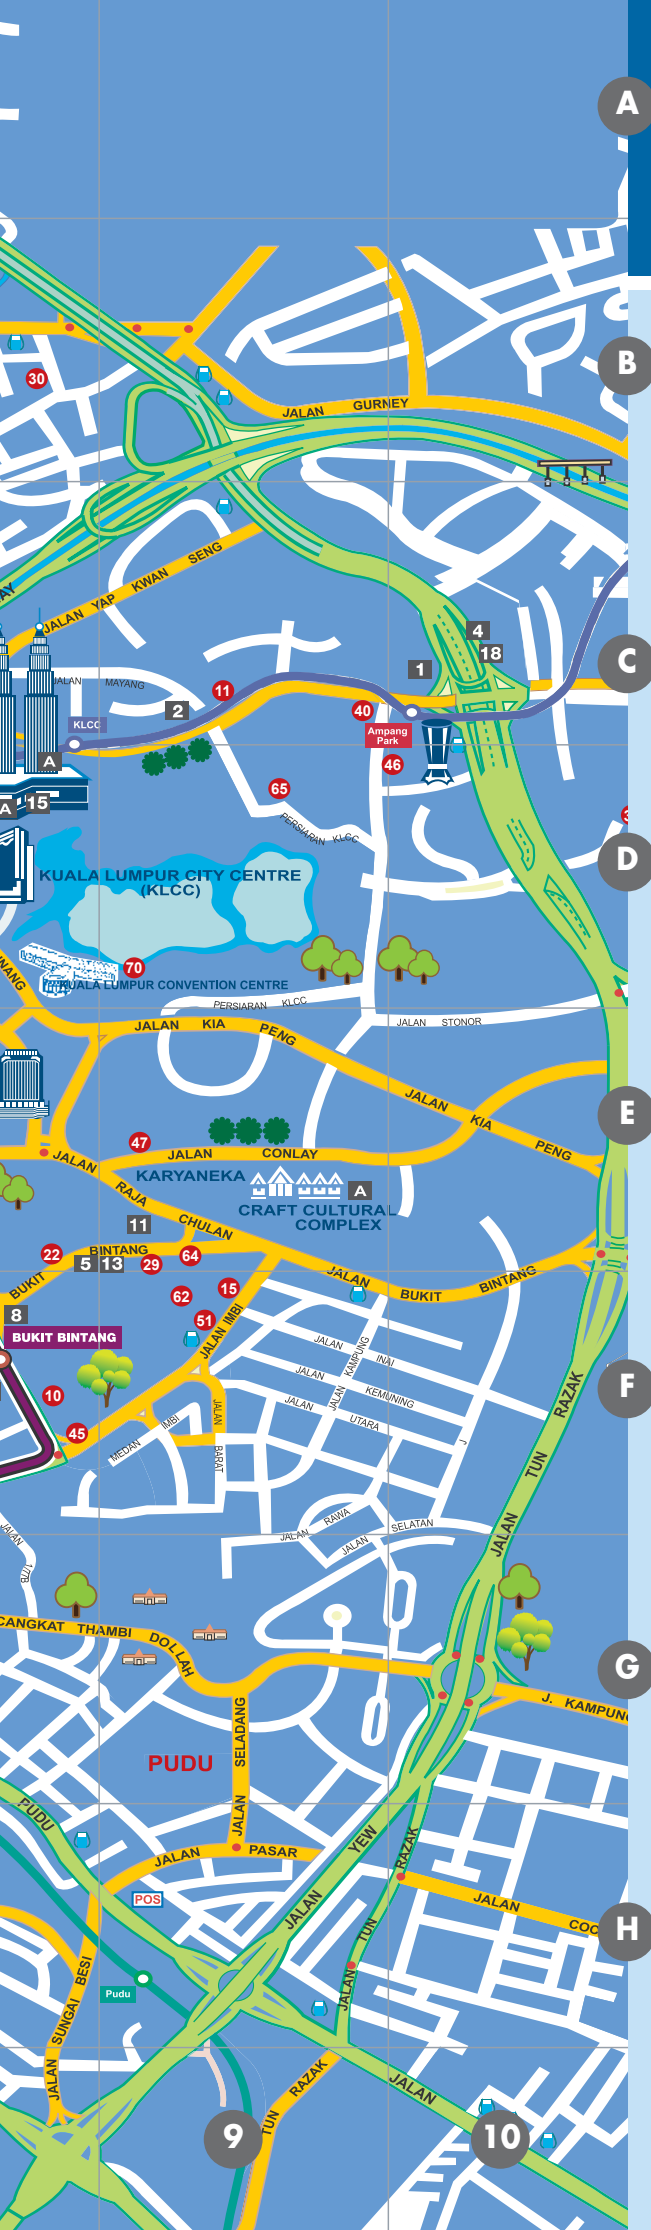 A
B
30
JALAN GURNEY
JALAN YAP KWAN SENG
AY
4
18
C
1
JALAN MAYANG
11
2
40
KLCC
Ampang
Park
A
46
65
A
15
PERSIARAN KLCC
D
KUALA LUMPUR CITY CENTRE
(KLCC)
70
KUALA LUMPUR CONVENTION CENTRE
INANG
PERSIARAN KLCC
JALAN STONOR
JALAN KIA PENG
JALAN KIA PENG
E
47
JALAN CONLAY
JALAN RAJA CHULAN
KARYANEKA
A
CRAFT CULTURAL
COMPLEX
11
22
BUKIT BINTANG
5
13
29
64
62
15
JALAN BUKIT BINTANG
8
51
BUKIT BINTANG
JALAN IMBI
JALAN INAI
JALAN KAMPUNG
JALAN KEMUNING
JALAN UTARA
F
10
45
JALAN BARAT
MEDAN IMBI
J
JALAN TUN RAZAK
JALAN RAWA
JALAN SELATAN
JALAN 1/77B
CANGKAT THAMBI DOLLAH
G
J. KAMPUNG
JALAN SELADANG
PUDU
PUDU
JALAN PASAR
JALAN YEW
JALAN TUN RAZAK
POS
JALAN COC
H
JALAN SUNGAI BESI
Pudu
JALAN
TUN RAZAK
9
10